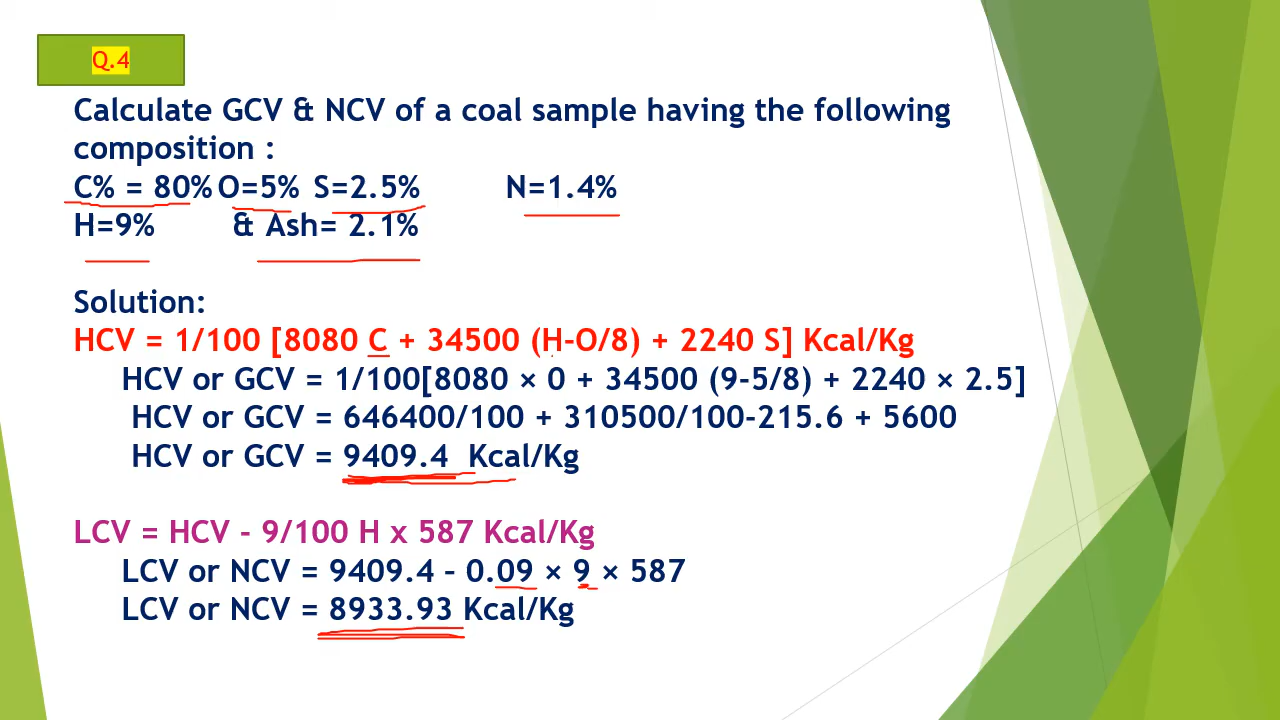 Q.4
Calculate GCV & NCV of a coal sample having the following
composition :
C% = 80% O=5% S=2.5% N=1.4%
H=9% & Ash= 2.1%
Solution:
HCV = 1/100 [8080 C + 34500 (H-O/8) + 2240 S] Kcal/Kg
HCV or GCV = 1/100[8080 × 0 + 34500 (9-5/8) + 2240 × 2.5]
HCV or GCV = 646400/100 + 310500/100-215.6 + 5600
HCV or GCV = 9409.4 Kcal/Kg
LCV = HCV - 9/100 H x 587 Kcal/Kg
LCV or NCV = 9409.4 – 0.09 × 9 × 587
LCV or NCV = 8933.93 Kcal/Kg